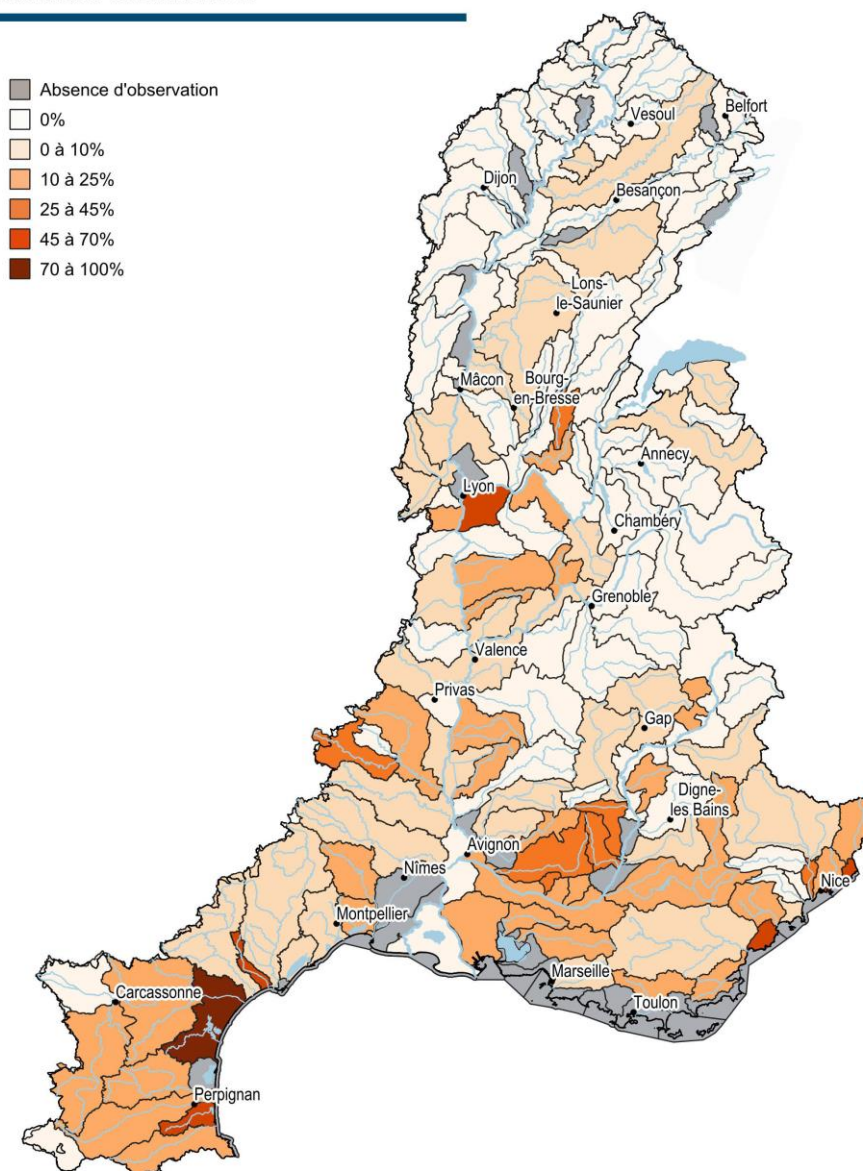 Absence d'observation
0%
0 à 10%
10 à 25%
25 à 45%
45 à 70%
70 à 100%
Vesoul
Belfort
Dijon
Besançon
Lons-
le-Saunier
Mâcon
Bourg-
en-Bresse
Annecy
Lyon
Chambéry
Grenoble
Valence
Privas
Gap
Digne-
les Bains
Avignon
Nîmes
Nice
Montpellier
Marseille
Carcassonne
Toulon
Perpignan